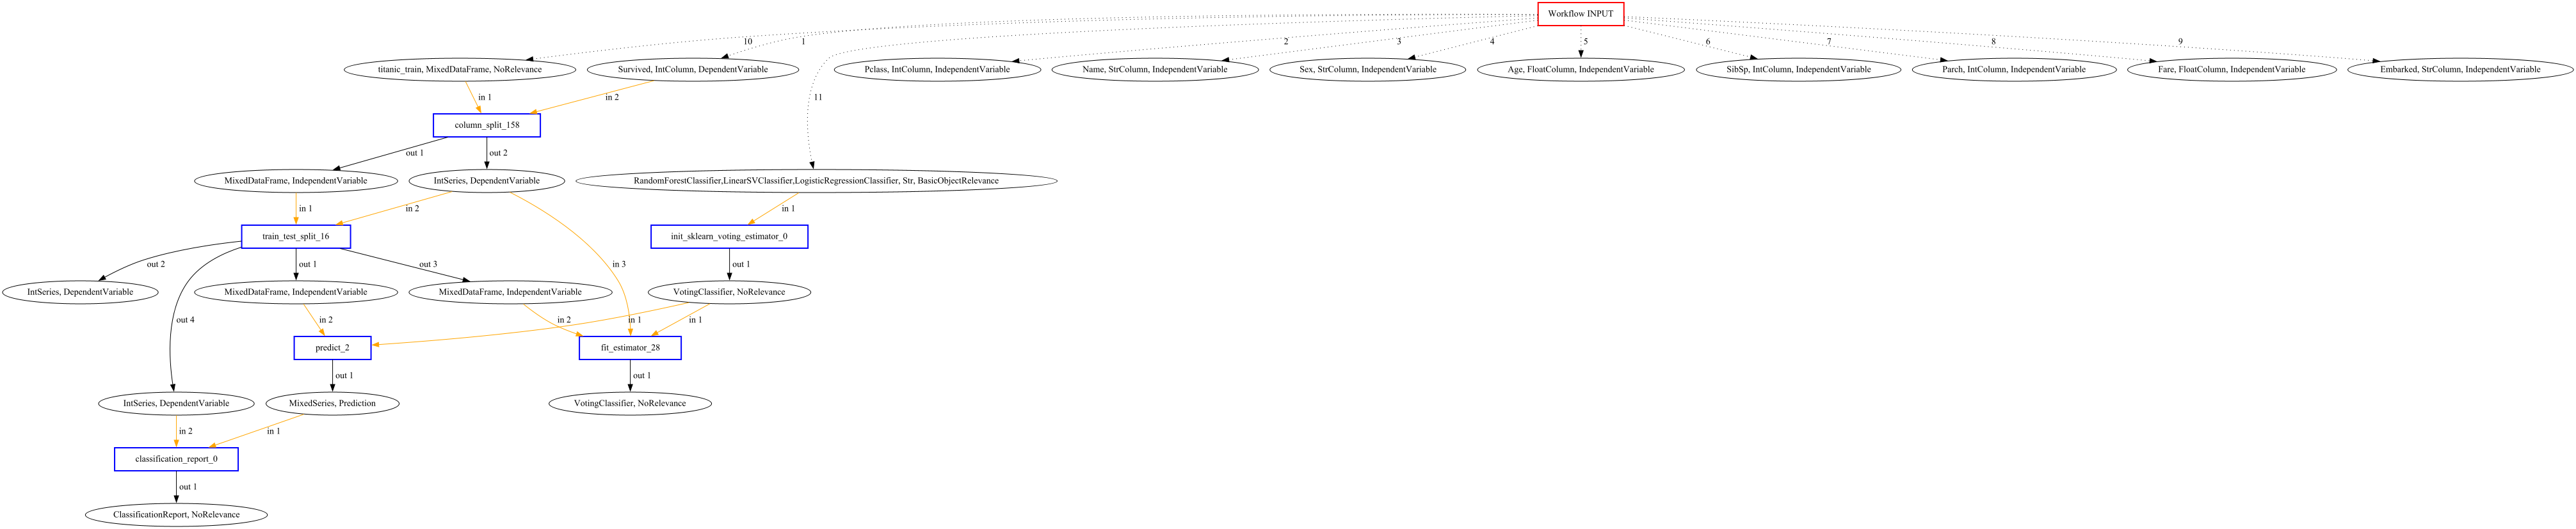 Workflow INPUT
10
1
2
3
4
5
6
7
8
9
titanic_train, MixedDataFrame, NoRelevance
Survived, IntColumn, DependentVariable
Pclass, IntColumn, IndependentVariable
Name, StrColumn, IndependentVariable
Sex, StrColumn, IndependentVariable
Age, FloatColumn, IndependentVariable
SibSp, IntColumn, IndependentVariable
Parch, IntColumn, IndependentVariable
Fare, FloatColumn, IndependentVariable
Embarked, StrColumn, IndependentVariable
in 1
in 2
11
column_split_158
out 1
out 2
MixedDataFrame, IndependentVariable
IntSeries, DependentVariable
RandomForestClassifier,LinearSVClassifier,LogisticRegressionClassifier, Str, BasicObjectRelevance
in 1
in 2
in 1
train_test_split_16
init_sklearn_voting_estimator_0
out 2
out 1
out 3
in 3
out 1
IntSeries, DependentVariable
MixedDataFrame, IndependentVariable
MixedDataFrame, IndependentVariable
VotingClassifier, NoRelevance
out 4
in 2
in 2
in 1
in 1
predict_2
fit_estimator_28
out 1
out 1
IntSeries, DependentVariable
MixedSeries, Prediction
VotingClassifier, NoRelevance
in 2
in 1
classification_report_0
out 1
ClassificationReport, NoRelevance